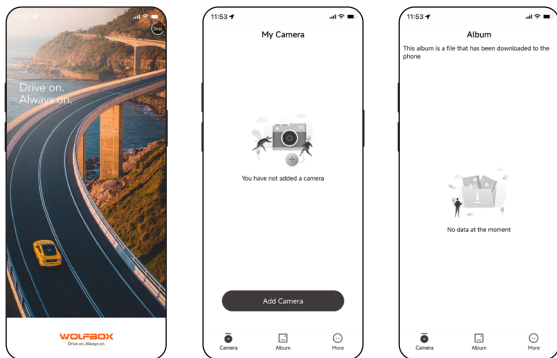 11:53
Skip
Drive on.
Always on.
WOLFBOX
Drive on. Always on.
11:53
My Camera
You have not added a camera
Add Camera
Camera
Album
More
11:53
Album
This album is a file that has been downloaded to the
phone
No data at the moment
Camera
Album
More